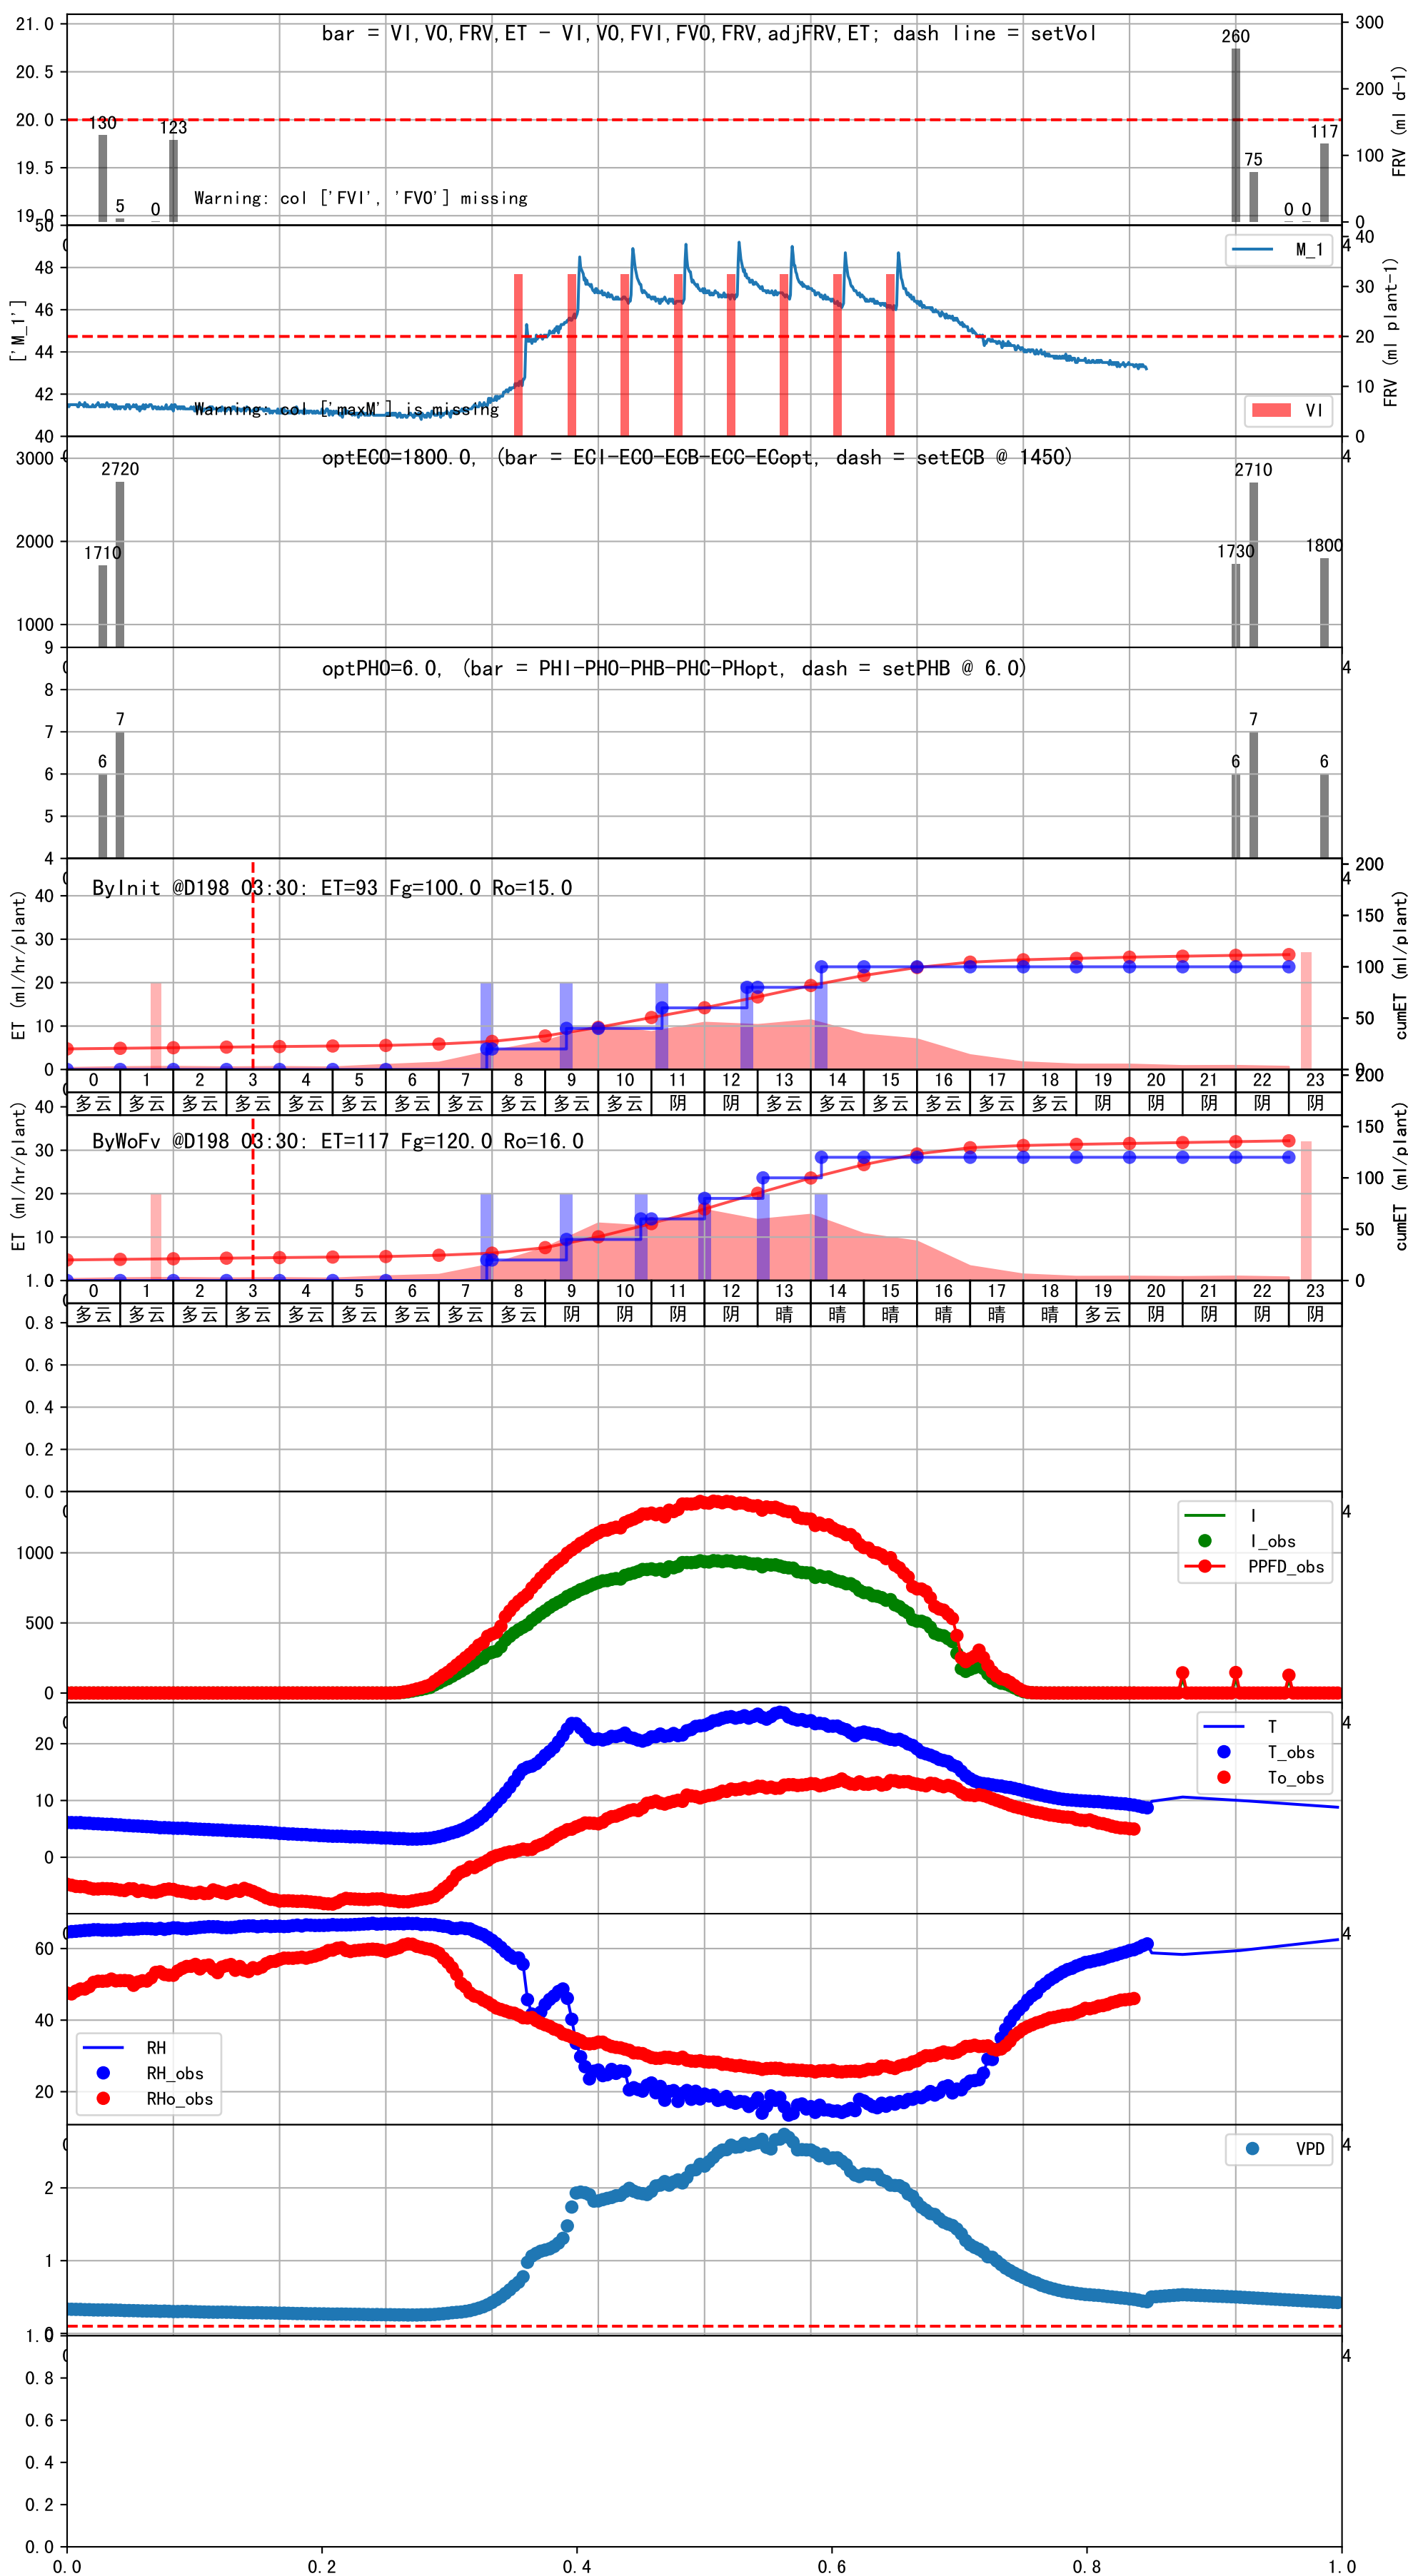 bar = VI,VO,FRV,ET - VI,VO,FVI,FVO,FRV,adjFRV,ET; dash line = setVol
21.0
20.5
20.0
19.5
19.0
300
200
100
0
FRV (ml d-1)
130
5
0
123
260
75
0
0
117
Warning: col ['FVI', 'FVO'] missing
50
48
46
44
42
40
['M_1']
40
30
20
10
0
FRV (ml plant-1)
M_1
VI
Warning: col ['maxM'] is missing
optECO=1800.0, (bar = ECI-ECO-ECB-ECC-ECopt, dash = setECB @ 1450)
3000
2000
1000
1710
2720
1730
2710
1800
optPHO=6.0, (bar = PHI-PHO-PHB-PHC-PHopt, dash = setPHB @ 6.0)
9
8
7
6
5
4
6
7
6
7
6
ByInit @D198 03:30: ET=93 Fg=100.0 Ro=15.0
ET (ml/hr/plant)
40
30
20
10
0
200
150
100
50
0
cumET (ml/plant)
0 1 2 3 4 5 6 7 8 9 10 11 12 13 14 15 16 17 18 19 20 21 22 23
多云 多云 多云 多云 多云 多云 多云 多云 多云 多云 多云 阴 阴 多云 多云 多云 多云 多云 多云 阴 阴 阴 阴 阴
ByWoFv @D198 03:30: ET=117 Fg=120.0 Ro=16.0
ET (ml/hr/plant)
40
30
20
10
200
150
100
50
0
cumET (ml/plant)
0 1 2 3 4 5 6 7 8 9 10 11 12 13 14 15 16 17 18 19 20 21 22 23
多云 多云 多云 多云 多云 多云 多云 多云 多云 阴 阴 阴 阴 晴 晴 晴 晴 晴 晴 多云 阴 阴 阴 阴
1.0
0.8
0.6
0.4
0.2
0.0
1000
500
0
I
I_obs
PPFD_obs
20
10
0
T
T_obs
To_obs
60
40
20
RH
RH_obs
RHo_obs
2
1
0
VPD
1.0
0.8
0.6
0.4
0.2
0.0
0.0 0.2 0.4 0.6 0.8 1.0